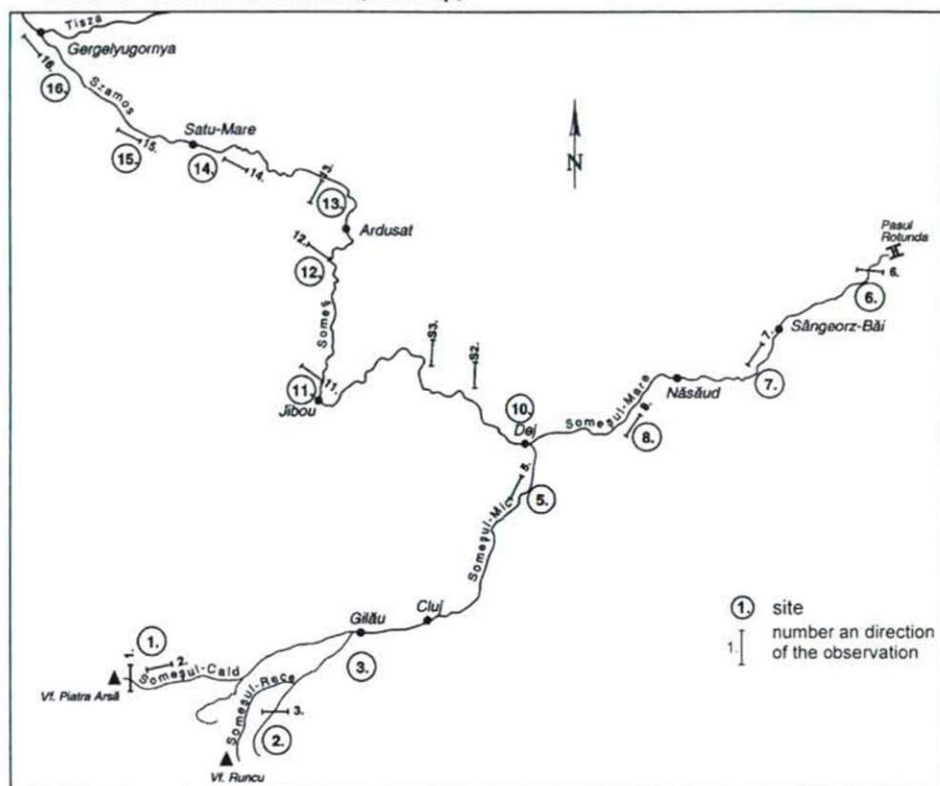 Tisza
Gergelyugornya
16.
16.
Szamos
Satu-Mare
15.
15.
14.
14.
13.
13.
Ardusat
12.
12.
Pasul
Rotunda
N
6.
6.
Someș
Sângeorz-Băi
S3.
S2.
7.
7.
11.
11.
Jibou
Năsăud
10.
Dej
Someșul-Mare
8.
8.
5.
5.
Someșul-Mic
Gilău
Cluj
3.
1. site
1. number an direction
of the observation
1.
1.
2.
Someșul-Cald
Vf. Piatra Arsă
Someșul-Rece
3.
2.
Vf. Runcu